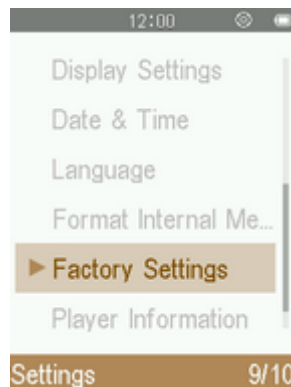 12:00
Display Settings
Date & Time
Language
Format Internal Me...
Factory Settings
Player Information
Settings 9/10